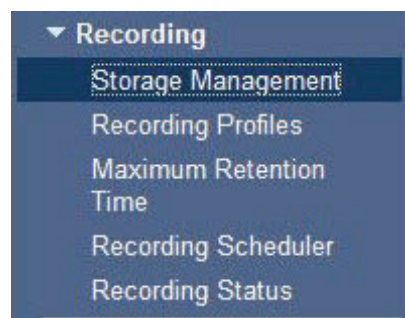 Recording
Storage Management
Recording Profiles
Maximum Retention
Time
Recording Scheduler
Recording Status